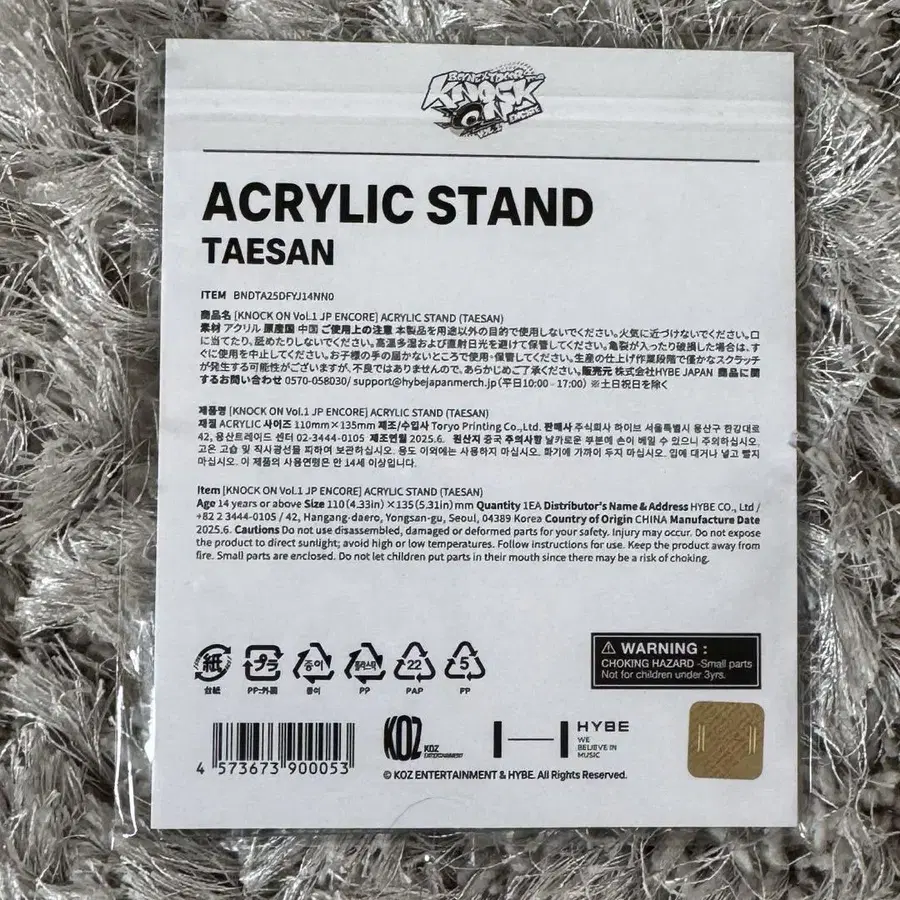 BOYNEXTDOOR
KNOCK
ON
VOL.1
ENCORE
ACRYLIC STAND
TAESAN
ITEM BNDTA25DFYJ14NN0
商品名 [KNOCK ON Vol.1 JP ENCORE] ACRYLIC STAND (TAESAN)
素材 アクリル 原産国 中国 ご使用上の注意 本製品を用途以外の目的で使用しないでください。火気に近づけないでください。口
に当たり、舐めたりしないでください。高温多湿および直射日光を避けて保管してください。亀裂が入ったり破損した場合は、す
ぐに使用を中止してください。お子様の手の届かないところで使用・保管してください。生産の仕上げ作業段階で僅かなスクラッチ
が発生する可能性がございますが、不良ではありませんので、あらかじめご了承ください。販売元 株式会社HYBE JAPAN 商品に関
するお問い合わせ 0570-058030/ support@hybejapanmerch.jp (平日10:00 - 17:00) ※土日祝日を除く
제품명 [KNOCK ON Vol.1 JP ENCORE] ACRYLIC STAND (TAESAN)
재질 ACRYLIC 사이즈 110mm×135mm 제조/수입사 Toryo Printing Co.,Ltd. 판매사 주식회사 하이브 서울특별시 용산구 한강대로
42, 용산트레이드 센터 02-3444-0105 제조연월 2025.6. 원산지 중국 주의사항 날카로운 부분에 손이 베일 수 있으니 주의하십시오.
고온 고습 및 직사광선을 피하여 보관하십시오. 용도 이외에는 사용하지 마십시오. 화기에 가까이 두지 마십시오. 입에 대거나 넣고 빨지
마십시오. 이 제품의 사용연령은 만 14세 이상입니다.
Item [KNOCK ON Vol.1 JP ENCORE] ACRYLIC STAND (TAESAN)
Age 14 years or above Size 110(4.33in) ×135(5.31in) mm Quantity 1EA Distributor's Name & Address HYBE CO., Ltd /
+82 2 3444-0105 / 42, Hangang-daero, Yongsan-gu, Seoul, 04389 Korea Country of Origin CHINA Manufacture Date
2025.6. Cautions Do not use disassembled, damaged or deformed parts for your safety. Injury may occur. Do not expose
the product to direct sunlight; avoid high or low temperatures. Follow instructions for use. Keep the product away from
fire. Small parts are enclosed. Do not let children put parts in their mouth since there may be a risk of choking.
紙 プラ 종이 플라스틱 22 5
台紙 PP-外園 종이 PP PAP PP
WARNING :
CHOKING HAZARD -Small parts
Not for children under 3yrs.
4 573673 900053
KOZ KOZ ENTERTAINMENT
HYBE
WE
BELIEVE IN
MUSIC
© KOZ ENTERTAINMENT & HYBE. All Rights Reserved.